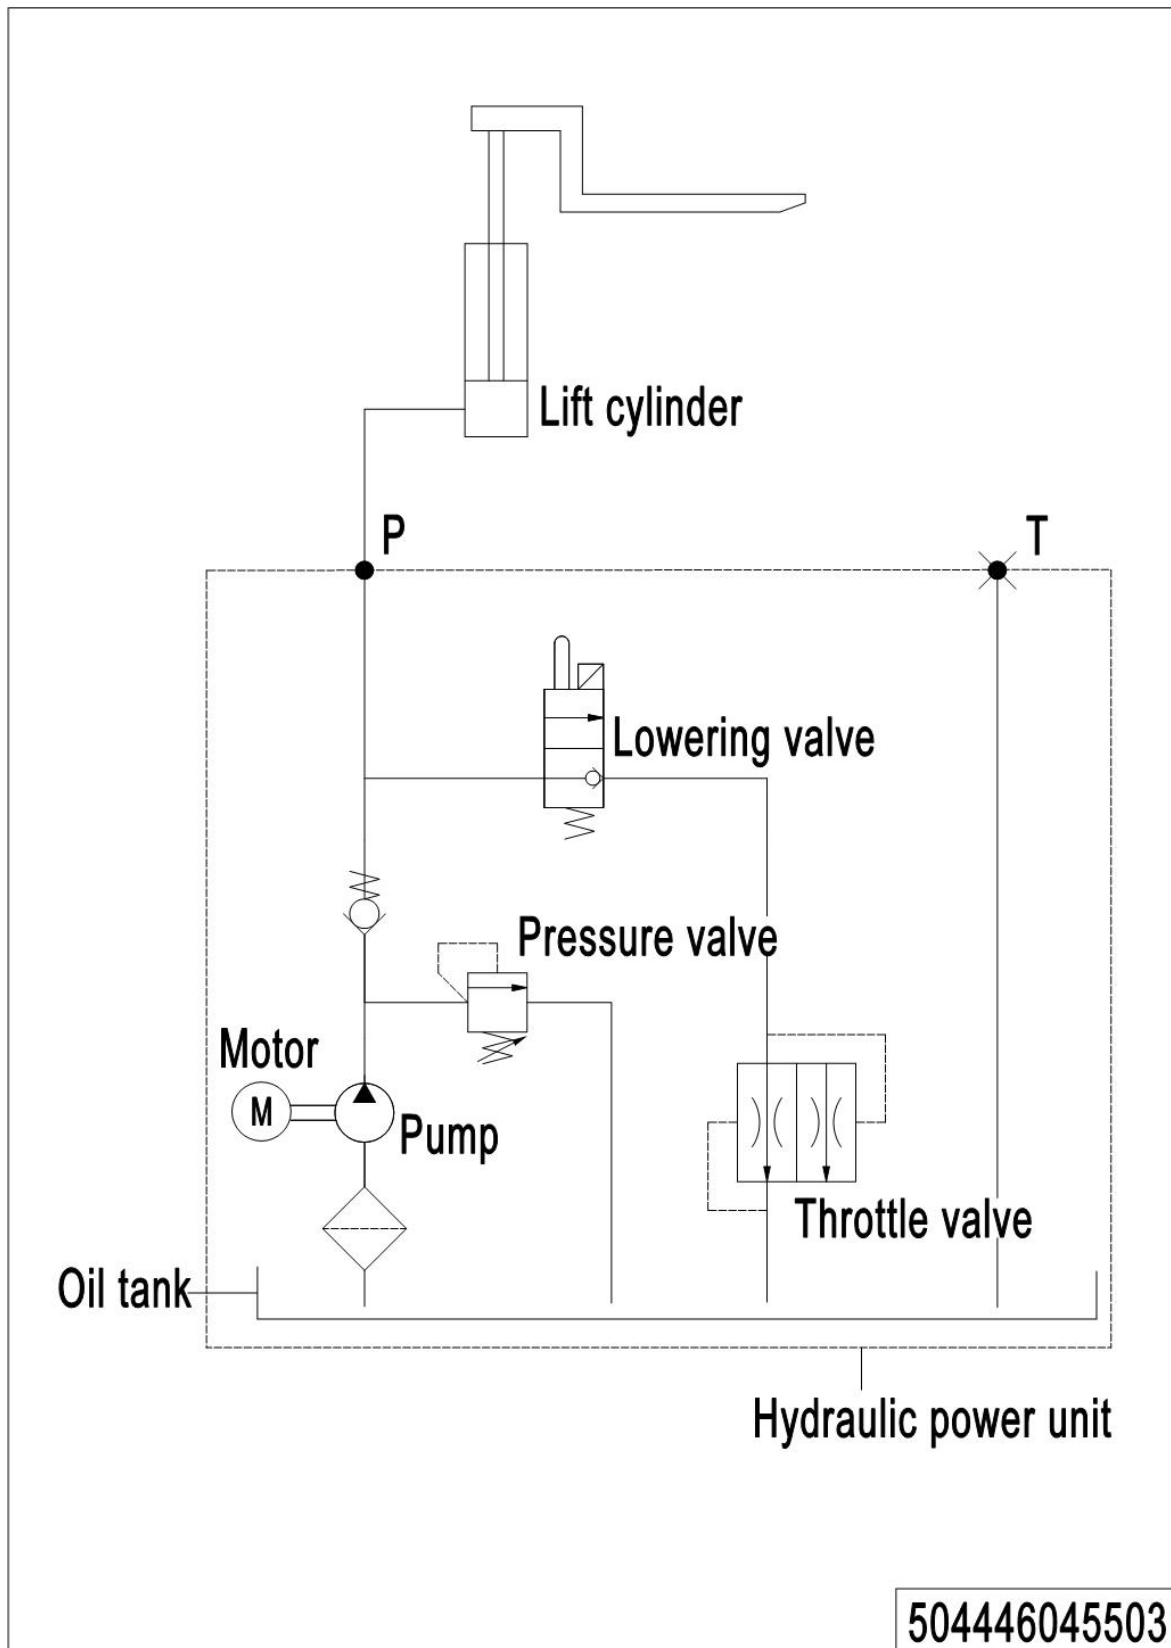 Lift cylinder
P
T
Lowering valve
Pressure valve
Motor
M
Pump
Throttle valve
Oil tank
Hydraulic power unit
504446045503